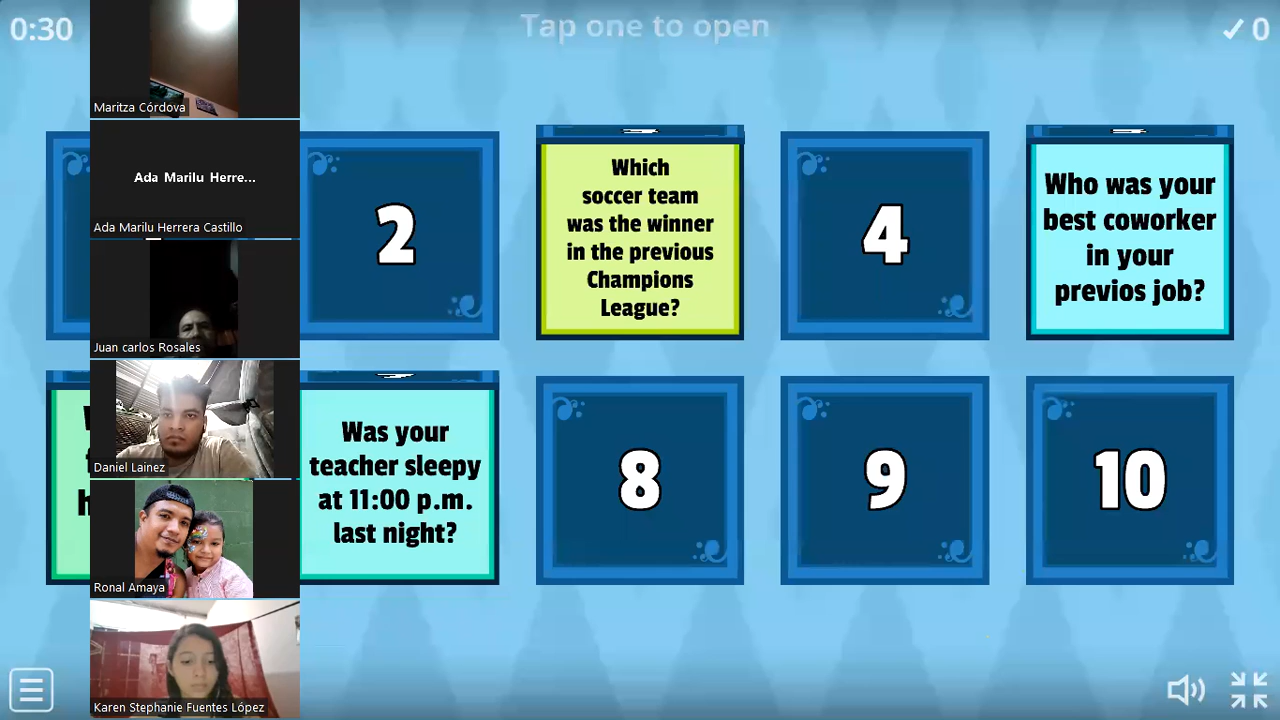 0:30
Tap one to open
✓ 0
Maritza Córdova
Ada Marilu Herre...
Ada Marilu Herrera Castillo
Juan carlos Rosales
Daniel Lainez
Ronal Amaya
Karen Stephanie Fuentes López
2
Which
soccer team
was the winner
in the previous
Champions
League?
4
Who was your
best coworker
in your
previos job?
Was your
teacher sleepy
at 11:00 p.m.
last night?
8
9
10